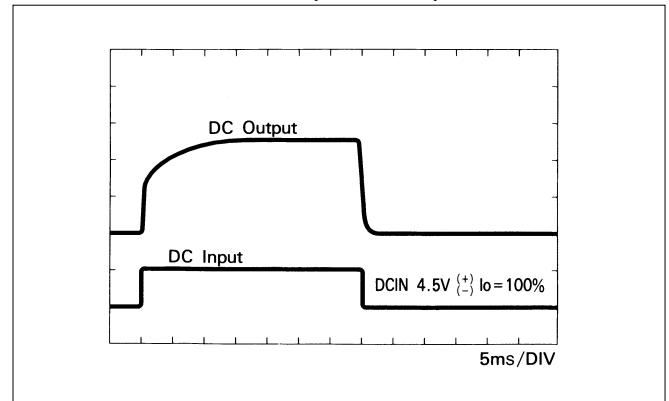 DC Output
DC Input
DCIN 4.5V (+) (-) Io=100%
5ms/DIV